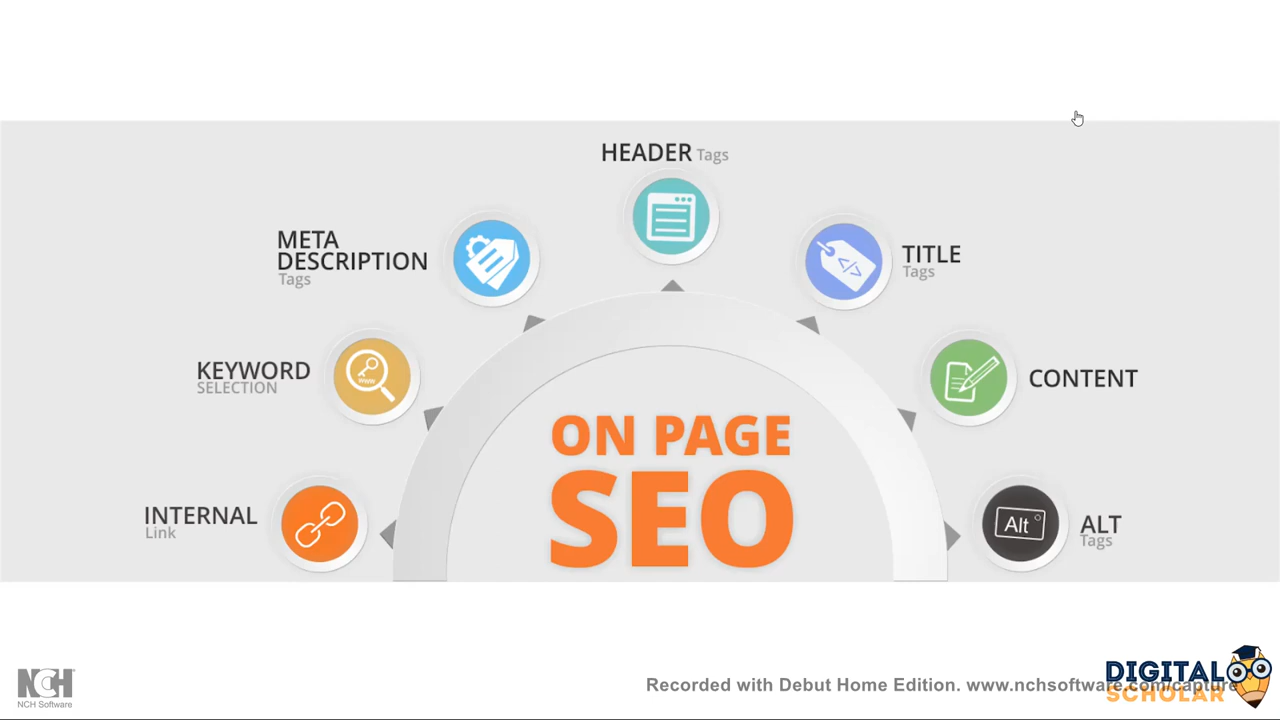 HEADER Tags
META
DESCRIPTION
Tags
TITLE
Tags
KEYWORD
SELECTION
WWW
CONTENT
ON PAGE
SEO
INTERNAL
Link
Alt
ALT
Tags
NCH
NCH Software
Recorded with Debut Home Edition. www.nchsoftware.com/capture
DIGITAL
SCHOLAR